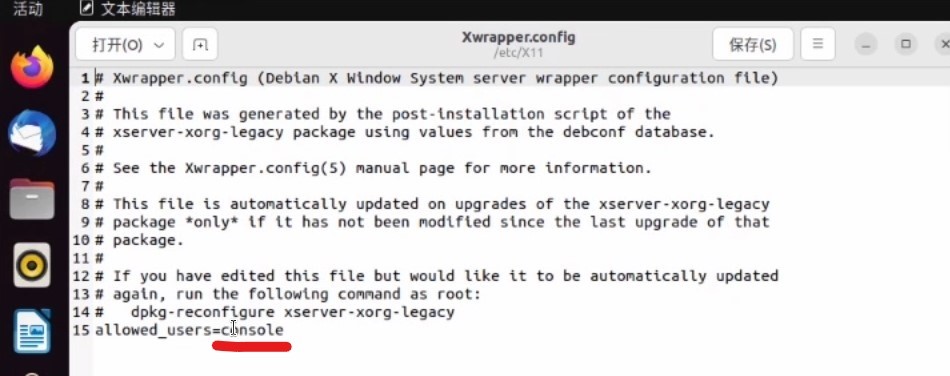 活动
文本编辑器
打开(O)
Xwrapper.config
/etc/X11
保存(S)
1 # Xwrapper.config (Debian X Window System server wrapper configuration file)
2 #
3 # This file was generated by the post-installation script of the
4 # xserver-xorg-legacy package using values from the debconf database.
5 #
6 # See the Xwrapper.config(5) manual page for more information.
7 #
8 # This file is automatically updated on upgrades of the xserver-xorg-legacy
9 # package *only* if it has not been modified since the last upgrade of that
10 # package.
11 #
12 # If you have edited this file but would like it to be automatically updated
13 # again, run the following command as root:
14 #   dpkg-reconfigure xserver-xorg-legacy
15 allowed_users=console